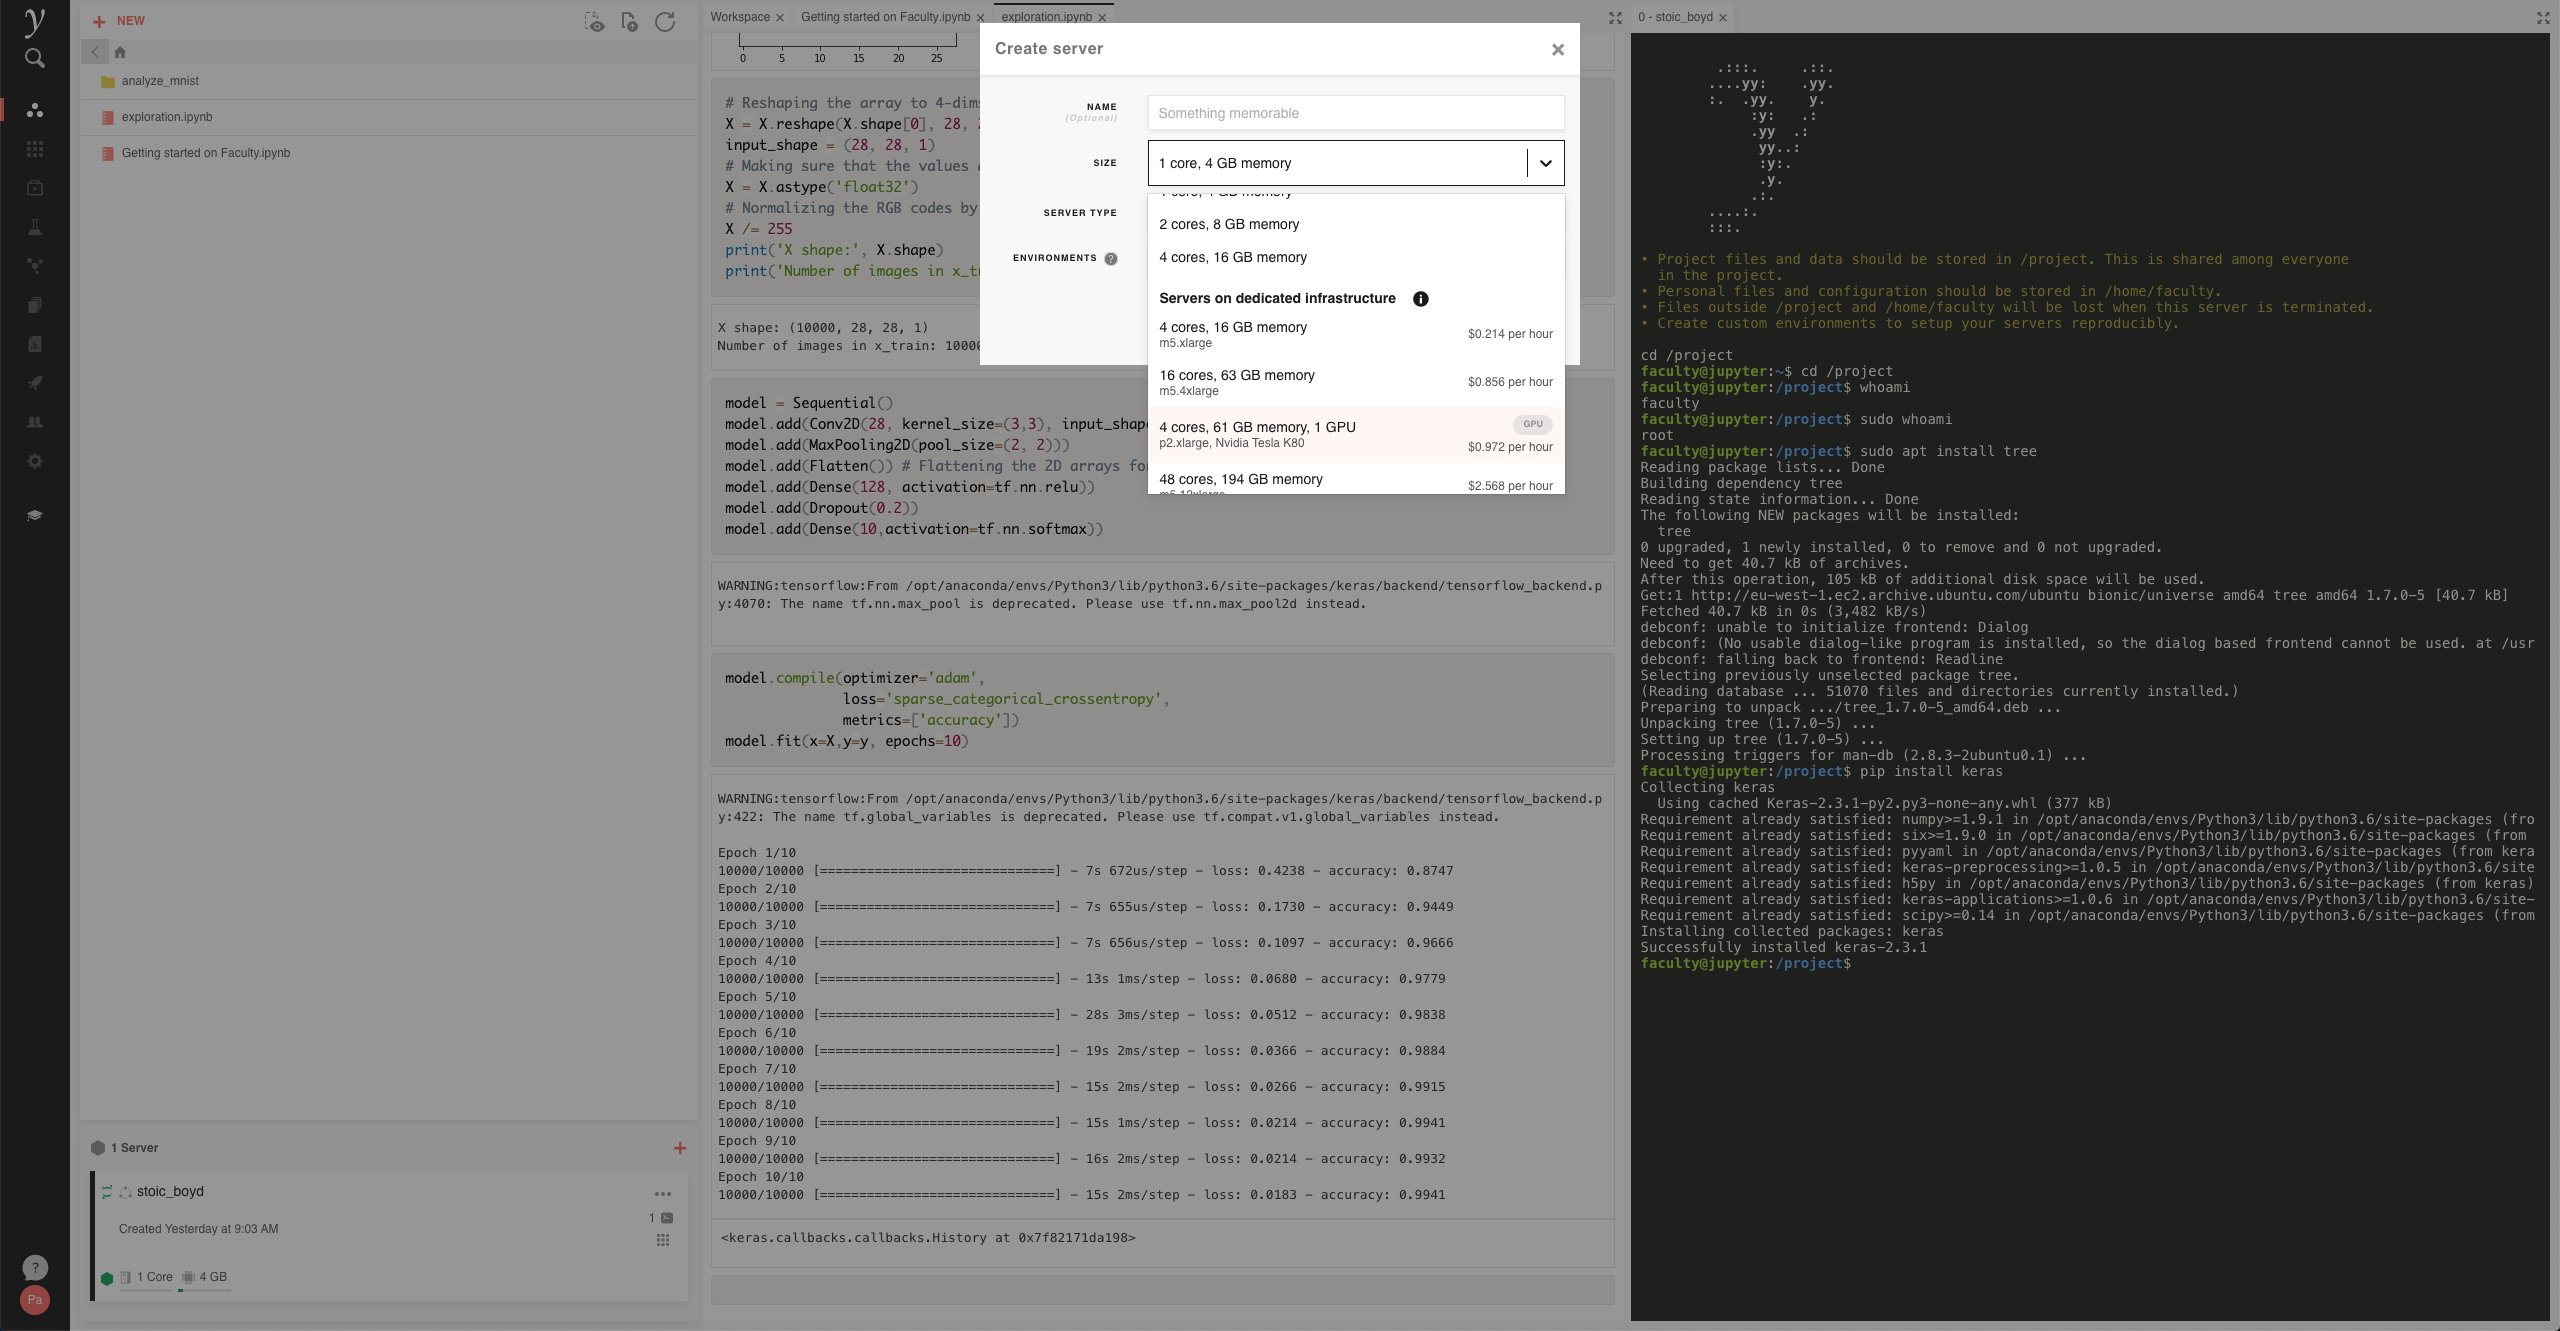 NEW
analyze_mnist
exploration.ipynb
Getting started on Faculty.ipynb
1 Server
stoic_boyd
Created Yesterday at 9:03 AM
1
1 Core 4 GB
?
Pa
Workspace
Getting started on Faculty.ipynb
exploration.ipynb
0 5 10 15 20 25
# Reshaping the array to 4-dims
X = X.reshape(X.shape[0], 28,
input_shape = (28, 28, 1)
# Making sure that the values
X = X.astype('float32')
# Normalizing the RGB codes by
X /= 255
print('X shape:', X.shape)
print('Number of images in x_tr
X shape: (10000, 28, 28, 1)
Number of images in x_train: 10000
model = Sequential()
model.add(Conv2D(28, kernel_size=(3,3), input_shape
model.add(MaxPooling2D(pool_size=(2, 2)))
model.add(Flatten()) # Flattening the 2D arrays for
model.add(Dense(128, activation=tf.nn.relu))
model.add(Dropout(0.2))
model.add(Dense(10,activation=tf.nn.softmax))
WARNING:tensorflow:From /opt/anaconda/envs/Python3/lib/python3.6/site-packages/keras/backend/tensorflow_backend.p
y:4070: The name tf.nn.max_pool is deprecated. Please use tf.nn.max_pool2d instead.
model.compile(optimizer='adam',
loss='sparse_categorical_crossentropy',
metrics=['accuracy'])
model.fit(x=X,y=y, epochs=10)
WARNING:tensorflow:From /opt/anaconda/envs/Python3/lib/python3.6/site-packages/keras/backend/tensorflow_backend.p
y:422: The name tf.global_variables is deprecated. Please use tf.compat.v1.global_variables instead.
Epoch 1/10
10000/10000 [==============================] - 7s 672us/step - loss: 0.4238 - accuracy: 0.8747
Epoch 2/10
10000/10000 [==============================] - 7s 655us/step - loss: 0.1730 - accuracy: 0.9449
Epoch 3/10
10000/10000 [==============================] - 7s 656us/step - loss: 0.1097 - accuracy: 0.9666
Epoch 4/10
10000/10000 [==============================] - 13s 1ms/step - loss: 0.0680 - accuracy: 0.9779
Epoch 5/10
10000/10000 [==============================] - 28s 3ms/step - loss: 0.0512 - accuracy: 0.9838
Epoch 6/10
10000/10000 [==============================] - 19s 2ms/step - loss: 0.0366 - accuracy: 0.9884
Epoch 7/10
10000/10000 [==============================] - 15s 2ms/step - loss: 0.0266 - accuracy: 0.9915
Epoch 8/10
10000/10000 [==============================] - 15s 1ms/step - loss: 0.0214 - accuracy: 0.9941
Epoch 9/10
10000/10000 [==============================] - 16s 2ms/step - loss: 0.0214 - accuracy: 0.9932
Epoch 10/10
10000/10000 [==============================] - 15s 2ms/step - loss: 0.0183 - accuracy: 0.9941
<keras.callbacks.callbacks.History at 0x7f82171da198>
Create server
NAME
(Optional)
Something memorable
SIZE
1 core, 4 GB memory
SERVER TYPE
ENVIRONMENTS ?
1 core, 4 GB memory
2 cores, 8 GB memory
4 cores, 16 GB memory
Servers on dedicated infrastructure
4 cores, 16 GB memory
m5.xlarge
$0.214 per hour
16 cores, 63 GB memory
m5.4xlarge
$0.856 per hour
4 cores, 61 GB memory, 1 GPU
p2.xlarge, Nvidia Tesla K80
GPU
$0.972 per hour
48 cores, 194 GB memory
m5.12xlarge
$2.568 per hour
0 - stoic_boyd
.:::. .::.
....yy: .yy.
:. .yy. y.
:y: .:
.yy .:
yy..:
:y:.
.y.
.:.
....:.
:::.
• Project files and data should be stored in /project. This is shared among everyone
in the project.
• Personal files and configuration should be stored in /home/faculty.
• Files outside /project and /home/faculty will be lost when this server is terminated.
• Create custom environments to setup your servers reproducibly.
cd /project
faculty@jupyter:~$ cd /project
faculty@jupyter:/project$ whoami
faculty
faculty@jupyter:/project$ sudo whoami
root
faculty@jupyter:/project$ sudo apt install tree
Reading package lists... Done
Building dependency tree
Reading state information... Done
The following NEW packages will be installed:
tree
0 upgraded, 1 newly installed, 0 to remove and 0 not upgraded.
Need to get 40.7 kB of archives.
After this operation, 105 kB of additional disk space will be used.
Get:1 http://eu-west-1.ec2.archive.ubuntu.com/ubuntu bionic/universe amd64 tree amd64 1.7.0-5 [40.7 kB]
Fetched 40.7 kB in 0s (3,482 kB/s)
debconf: unable to initialize frontend: Dialog
debconf: (No usable dialog-like program is installed, so the dialog based frontend cannot be used. at /usr
debconf: falling back to frontend: Readline
Selecting previously unselected package tree.
(Reading database ... 51070 files and directories currently installed.)
Preparing to unpack .../tree_1.7.0-5_amd64.deb ...
Unpacking tree (1.7.0-5) ...
Setting up tree (1.7.0-5) ...
Processing triggers for man-db (2.8.3-2ubuntu0.1) ...
faculty@jupyter:/project$ pip install keras
Collecting keras
Using cached Keras-2.3.1-py2.py3-none-any.whl (377 kB)
Requirement already satisfied: numpy>=1.9.1 in /opt/anaconda/envs/Python3/lib/python3.6/site-packages (fro
Requirement already satisfied: six>=1.9.0 in /opt/anaconda/envs/Python3/lib/python3.6/site-packages (from
Requirement already satisfied: pyyaml in /opt/anaconda/envs/Python3/lib/python3.6/site-packages (from kera
Requirement already satisfied: keras-preprocessing>=1.0.5 in /opt/anaconda/envs/Python3/lib/python3.6/site
Requirement already satisfied: h5py in /opt/anaconda/envs/Python3/lib/python3.6/site-packages (from keras)
Requirement already satisfied: keras-applications>=1.0.6 in /opt/anaconda/envs/Python3/lib/python3.6/site-
Requirement already satisfied: scipy>=0.14 in /opt/anaconda/envs/Python3/lib/python3.6/site-packages (from
Installing collected packages: keras
Successfully installed keras-2.3.1
faculty@jupyter:/project$